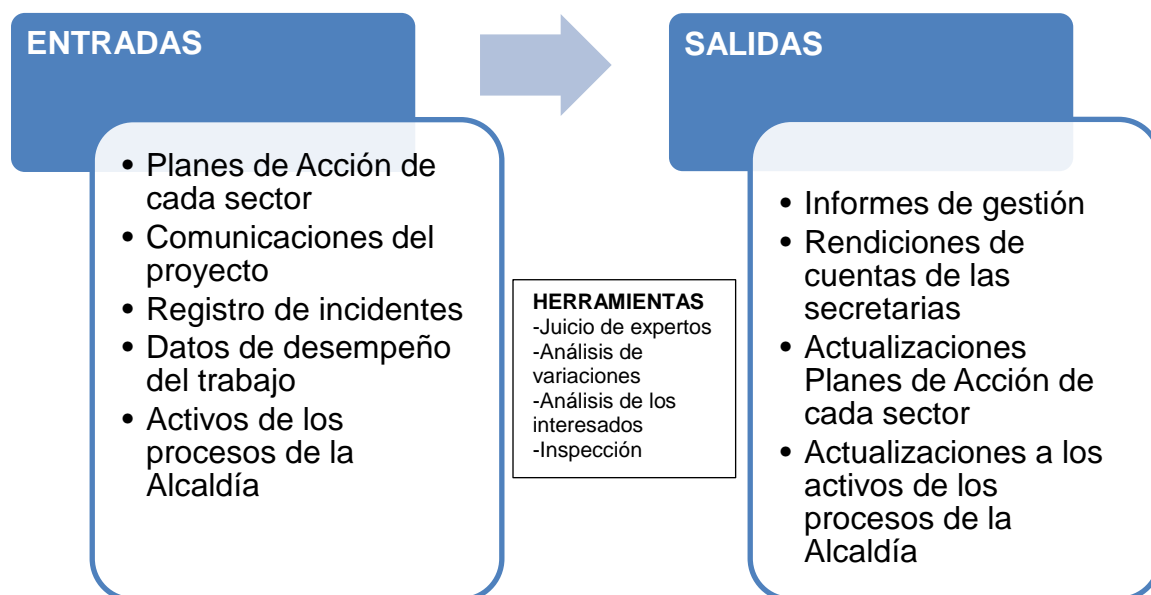 ENTRADAS
• Planes de Acción de
cada sector
• Comunicaciones del
proyecto
• Registro de incidentes
• Datos de desempeño
del trabajo
• Activos de los
procesos de la
Alcaldía
HERRAMIENTAS
-Juicio de expertos
-Análisis de
variaciones
-Análisis de los
interesados
-Inspección
SALIDAS
• Informes de gestión
• Rendiciones de
cuentas de las
secretarias
• Actualizaciones
Planes de Acción de
cada sector
• Actualizaciones a los
activos de los
procesos de la
Alcaldía